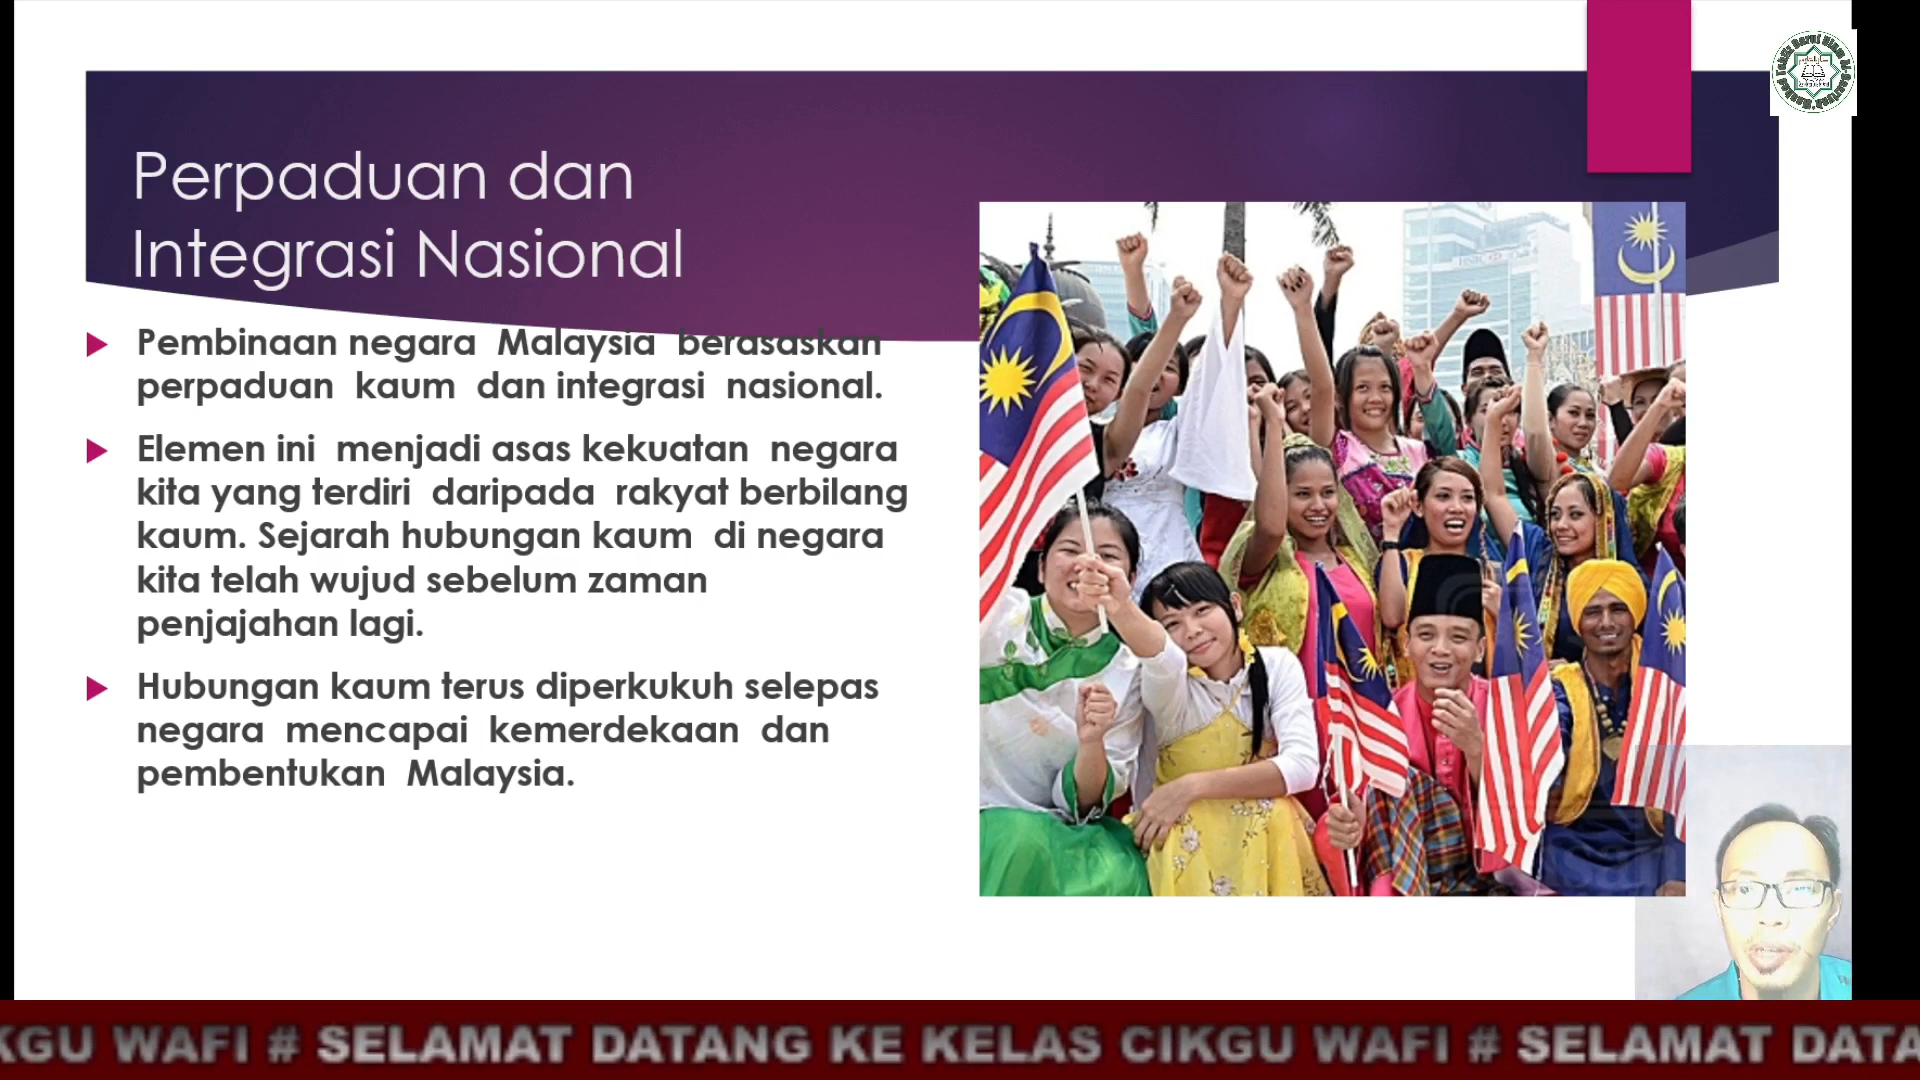 Perpaduan dan
Integrasi Nasional
Pembinaan negara Malaysia berasaskan
perpaduan kaum dan integrasi nasional.
Elemen ini menjadi asas kekuatan negara
kita yang terdiri daripada rakyat berbilang
kaum. Sejarah hubungan kaum di negara
kita telah wujud sebelum zaman
penjajahan lagi.
Hubungan kaum terus diperkukuh selepas
negara mencapai kemerdekaan dan
pembentukan Malaysia.
KGU WAFI # SELAMAT DATANG KE KELAS CIKGU WAFI # SELAMAT DATA